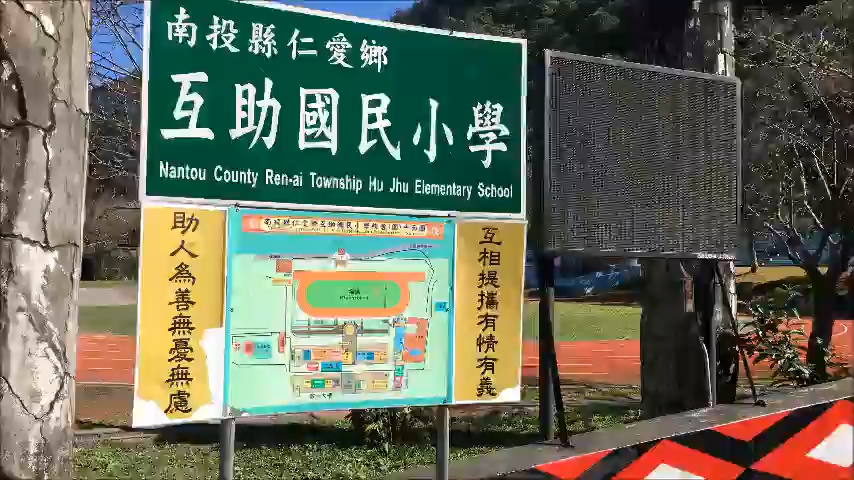 南投縣仁愛鄉
互助國民小學
Nantou County Ren-ai Township Hu Jhu Elementary School
互相提攜有情有義
助人為善無憂無慮